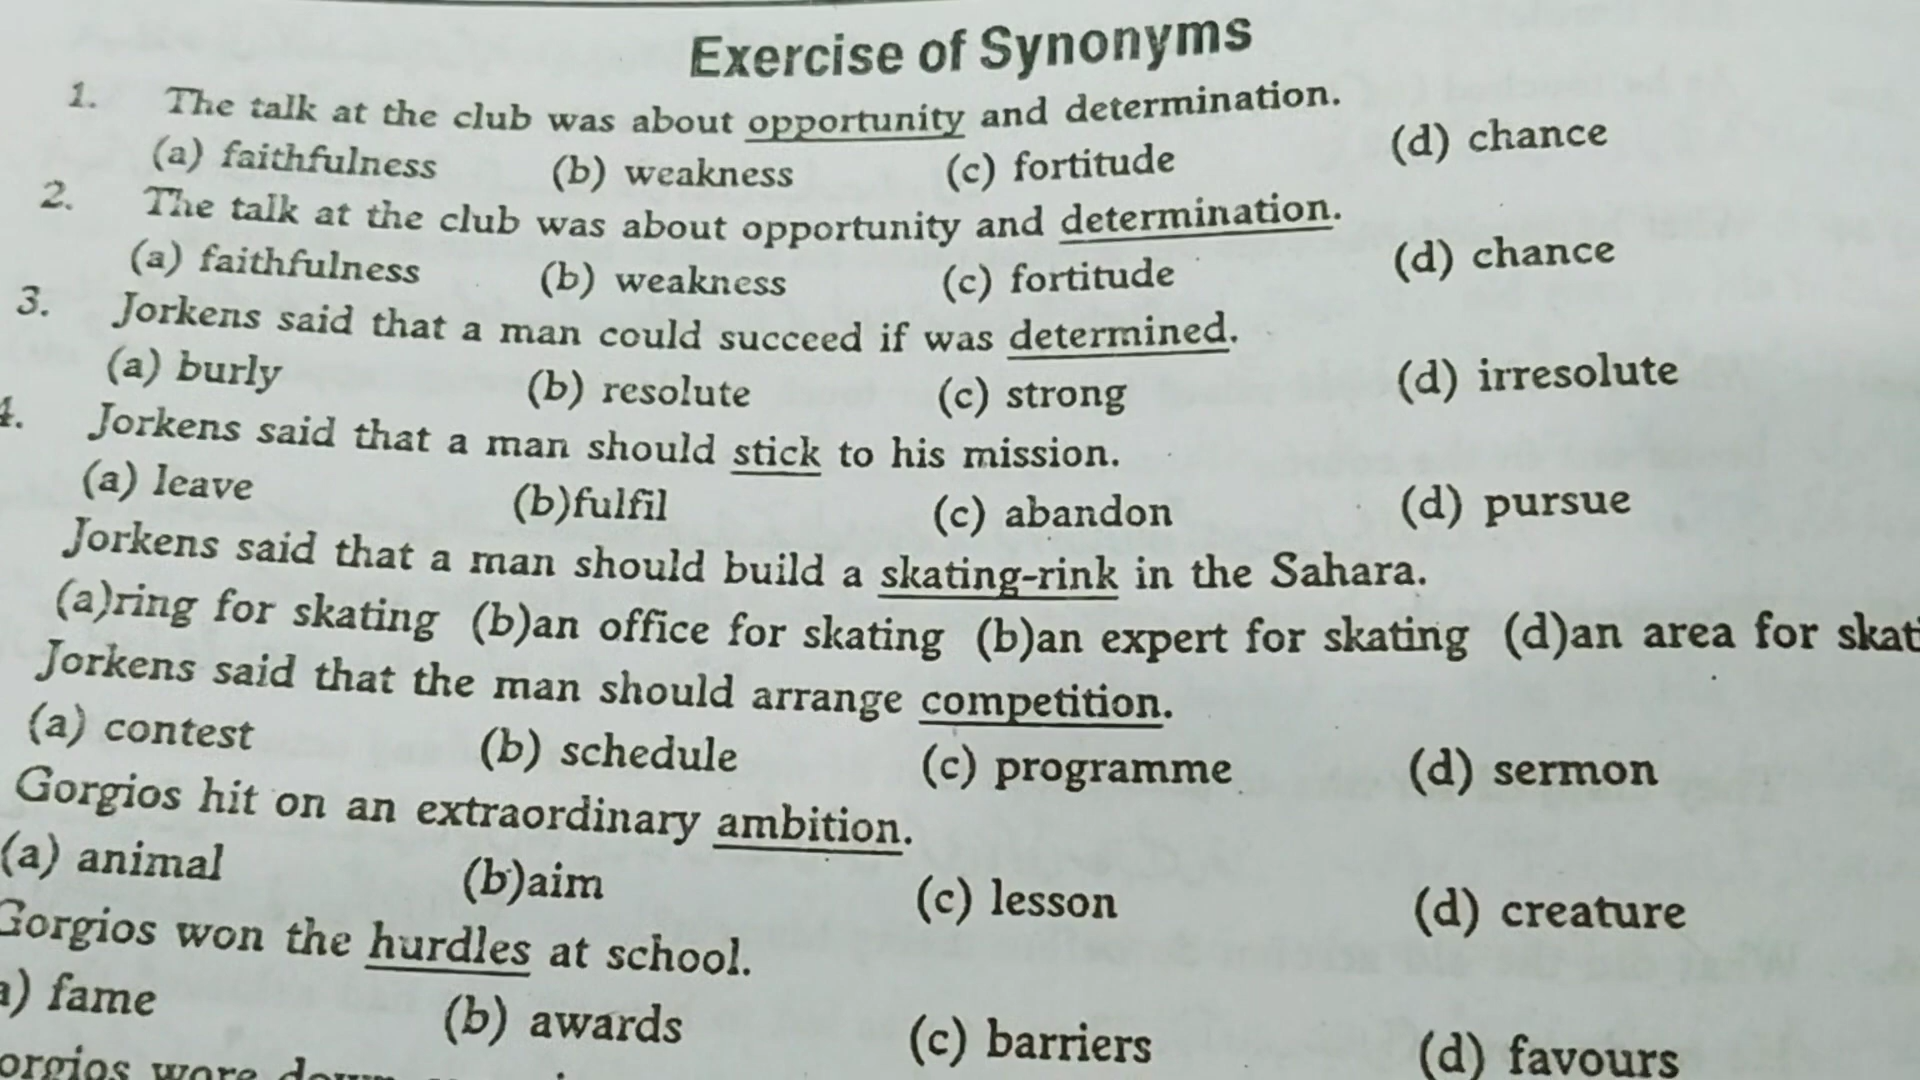 Exercise of Synonyms
1. The talk at the club was about opportunity and determination.
(a) faithfulness (b) weakness (c) fortitude (d) chance
2. The talk at the club was about opportunity and determination.
(a) faithfulness (b) weakness (c) fortitude (d) chance
3. Jorkens said that a man could succeed if was determined.
(a) burly (b) resolute (c) strong (d) irresolute
4. Jorkens said that a man should stick to his mission.
(a) leave (b)fulfil (c) abandon (d) pursue
Jorkens said that a man should build a skating-rink in the Sahara.
(a)ring for skating (b)an office for skating (b)an expert for skating (d)an area for skati
Jorkens said that the man should arrange competition.
(a) contest (b) schedule (c) programme (d) sermon
Gorgios hit on an extraordinary ambition.
(a) animal (b)aim (c) lesson (d) creature
Gorgios won the hurdles at school.
a) fame (b) awards (c) barriers (d) favours
orgios wore down